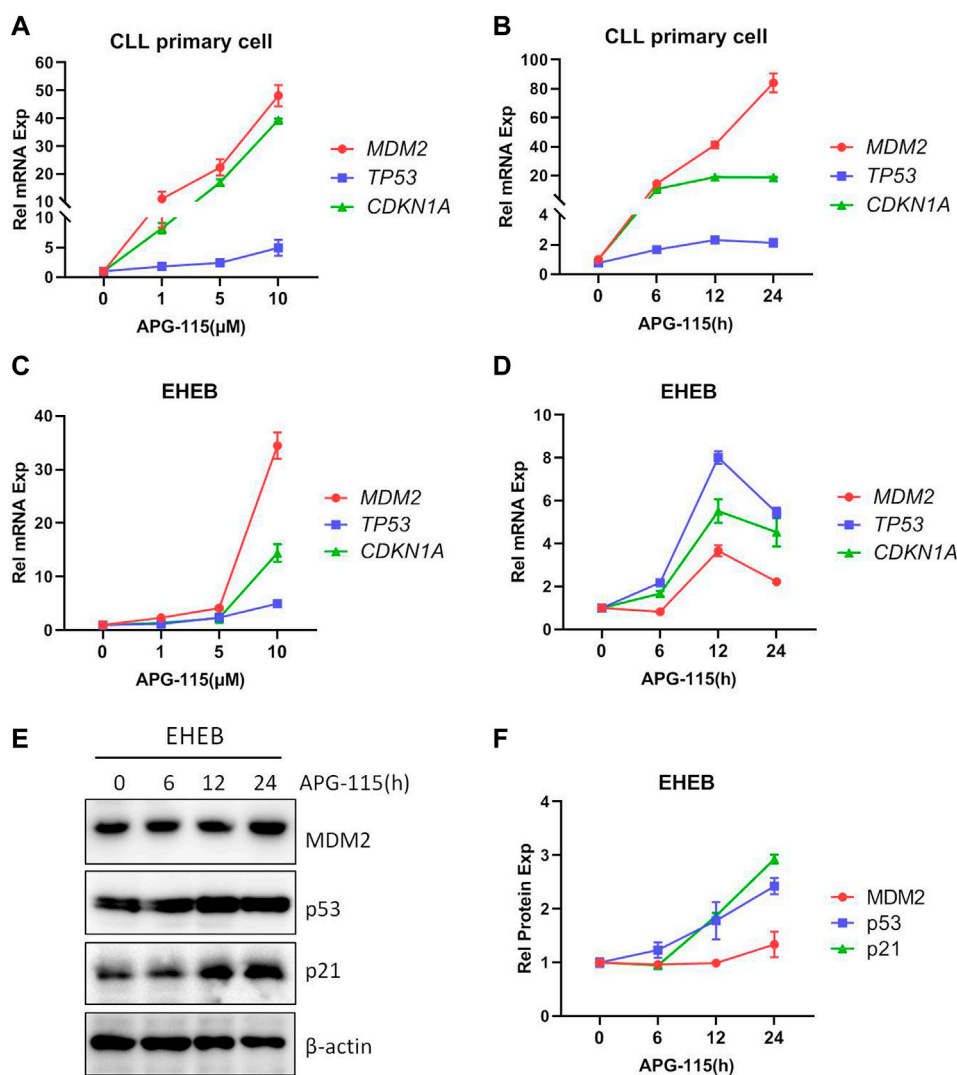 A
CLL primary cell
Rel mRNA Exp
60
50
40
30
20
10
10
5
0
0 1 5 10
APG-115(μM)
MDM2
TP53
CDKN1A
B
CLL primary cell
Rel mRNA Exp
100
80
60
40
20
4
2
0
0 6 12 24
APG-115(h)
MDM2
TP53
CDKN1A
C
EHEB
Rel mRNA Exp
40
30
20
10
0
0 1 5 10
APG-115(μM)
MDM2
TP53
CDKN1A
D
EHEB
Rel mRNA Exp
10
8
6
4
2
0
0 6 12 24
APG-115(h)
MDM2
TP53
CDKN1A
E
EHEB
0 6 12 24 APG-115(h)
MDM2
p53
p21
β-actin
F
EHEB
Rel Protein Exp
4
3
2
1
0
0 6 12 24
APG-115(h)
MDM2
p53
p21